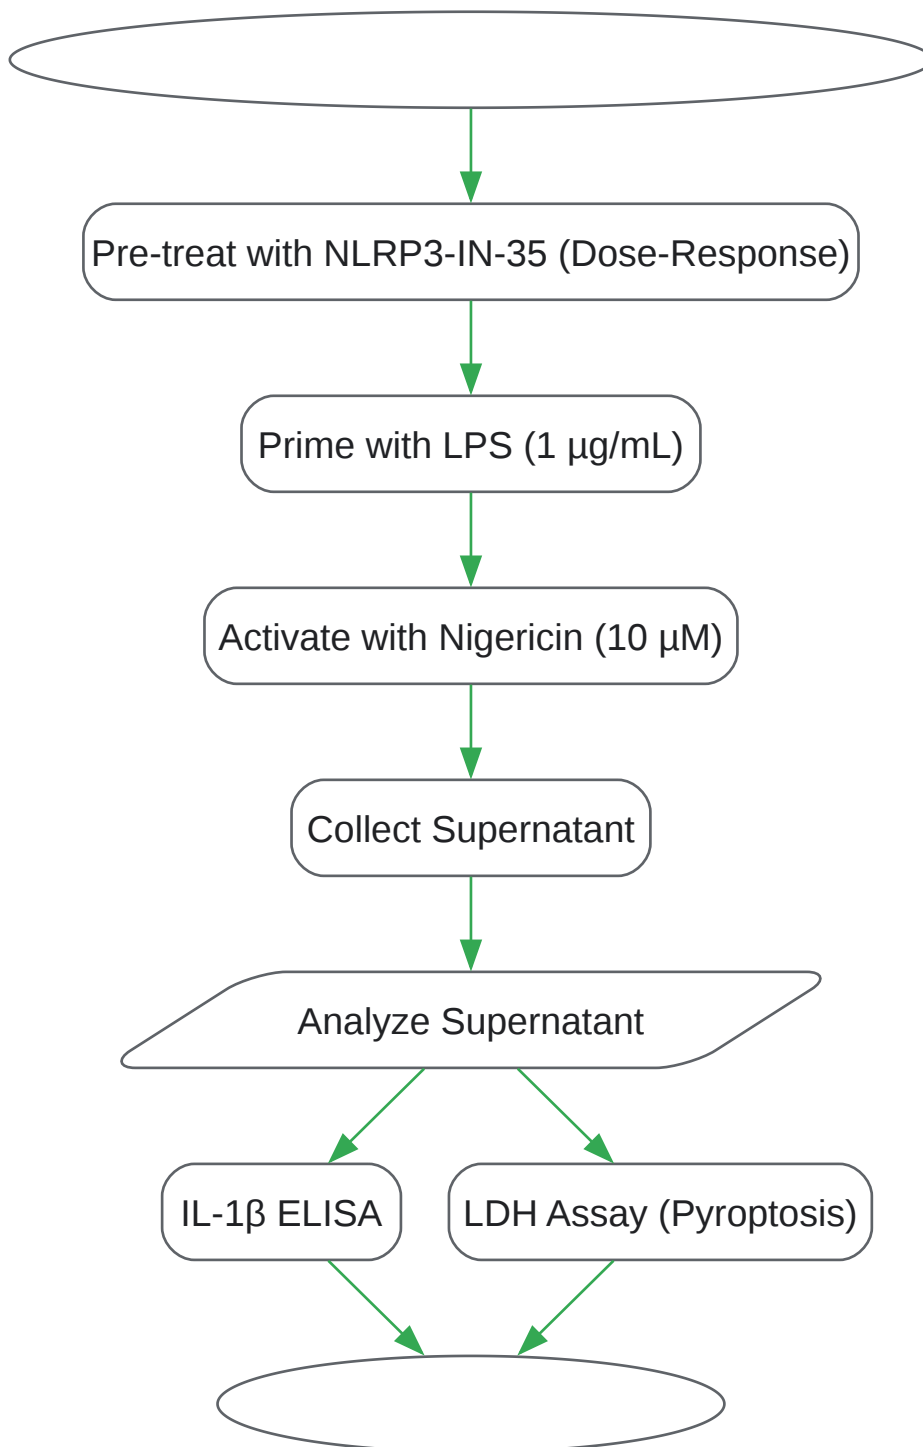 Pre-treat with NLRP3-IN-35 (Dose-Response)
Prime with LPS (1 µg/mL)
Activate with Nigericin (10 µM)
Collect Supernatant
Analyze Supernatant
IL-1β ELISA
LDH Assay (Pyroptosis)